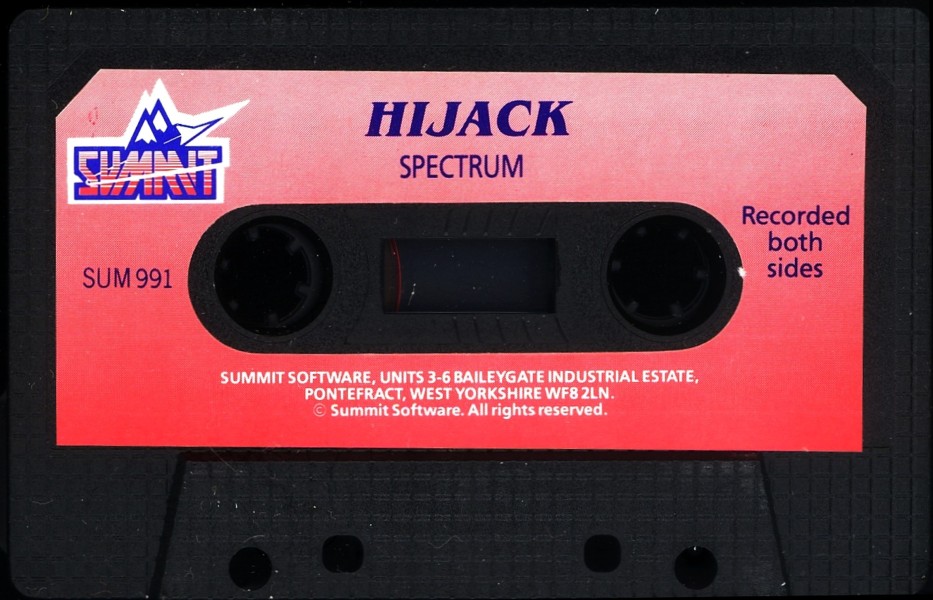 HIJACK
SPECTRUM
SUMMIT
Recorded
both
sides
SUM 991
SUMMIT SOFTWARE, UNITS 3-6 BAILEYGATE INDUSTRIAL ESTATE,
PONTEFRACT, WEST YORKSHIRE WF8 2LN.
© Summit Software. All rights reserved.